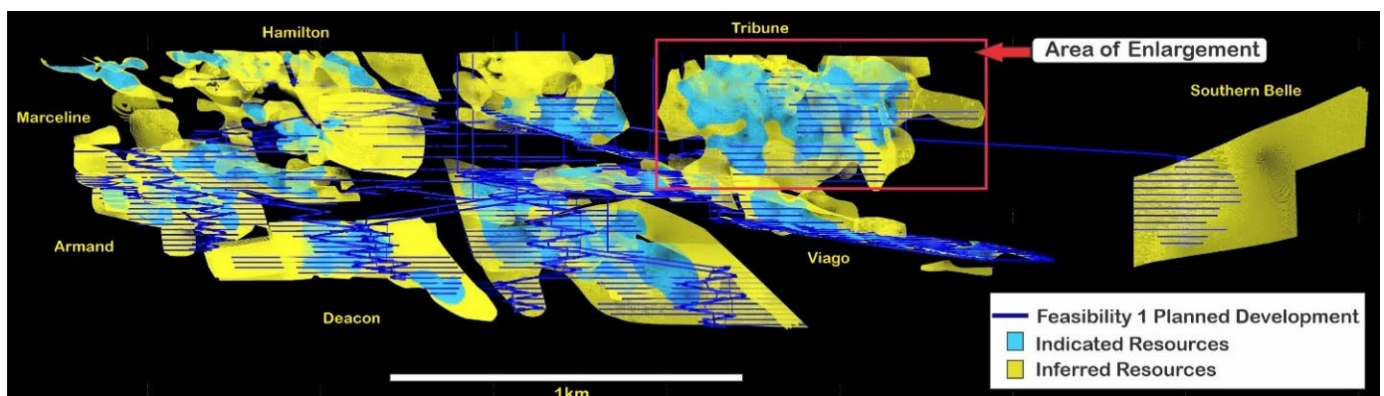 Hamilton
Tribune
Area of Enlargement
Southern Belle
Marceline
Armand
Viago
Deacon
Feasibility 1 Planned Development
Indicated Resources
Inferred Resources
1km